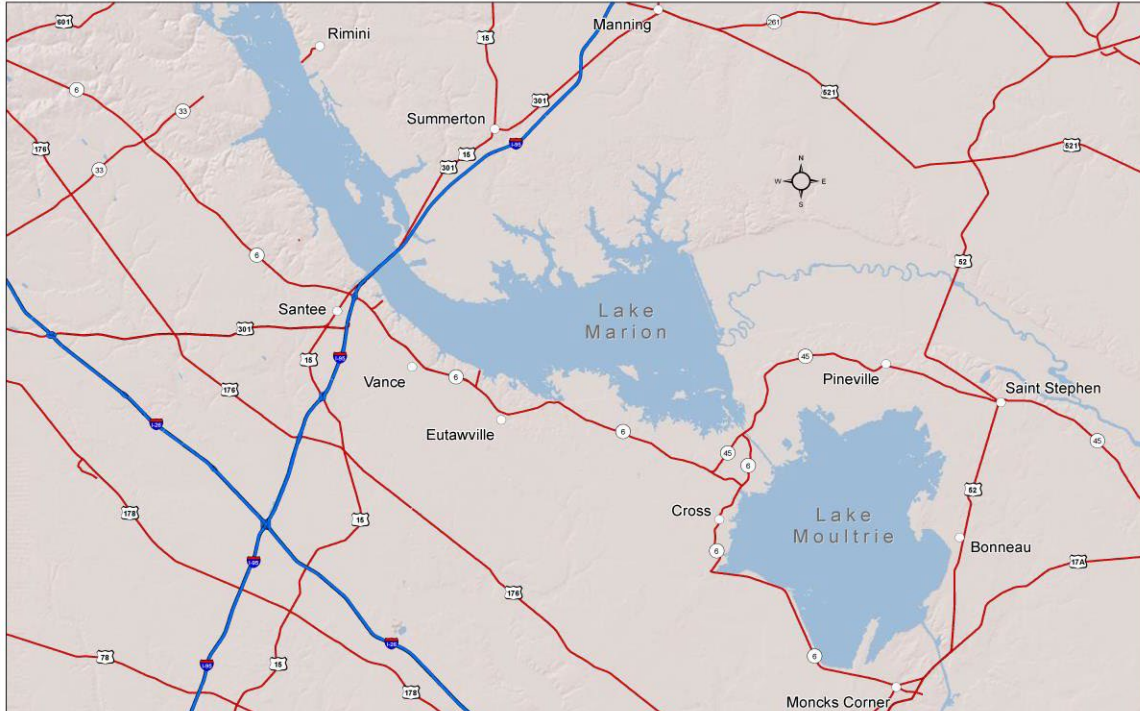 601
Rimini
15
Manning
261
6
33
301
521
Summerton
176
15
I-95
301
521
33
N
W E
S
6
52
Santee
Lake
Marion
301
45
15
I-95
Vance
6
Pineville
176
Saint Stephen
Eutawville
I-26
6
45
45
6
52
178
15
Cross
Lake
Moultrie
Bonneau
6
I-95
17A
176
I-26
78
15
I-95
6
178
Moncks Corner